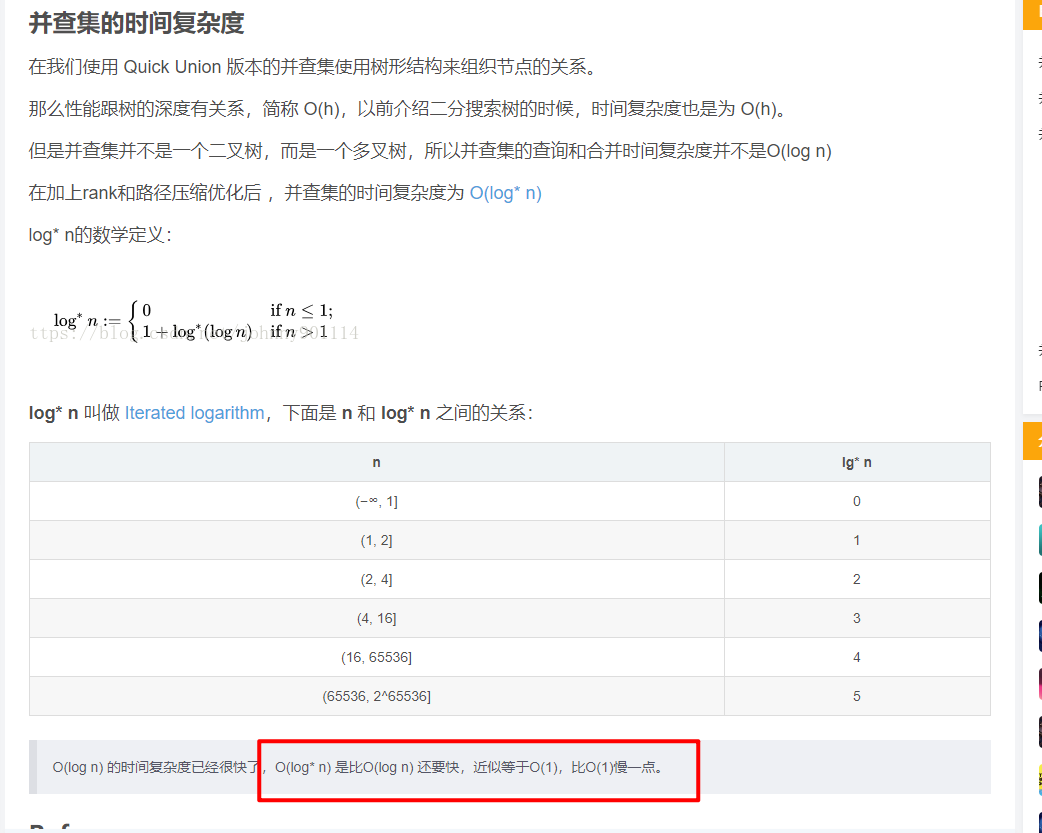 并查集的时间复杂度
在我们使用 Quick Union 版本的并查集使用树形结构来组织节点的关系。
那么性能跟树的深度有关系，简称 O(h)，以前介绍二分搜索树的时候，时间复杂度也是为 O(h)。
但是并查集并不是一个二叉树，而是一个多叉树，所以并查集的查询和合并时间复杂度并不是O(log n)
在加上rank和路径压缩优化后 ，并查集的时间复杂度为 O(log* n)
log* n的数学定义：
log* n := { 0 if n ≤ 1;
1 + log*(log n) if n > 1
log* n 叫做 Iterated logarithm，下面是 n 和 log* n 之间的关系：
n lg* n
(−∞, 1] 0
(1, 2] 1
(2, 4] 2
(4, 16] 3
(16, 65536] 4
(65536, 2^65536] 5
O(log n) 的时间复杂度已经很快了，O(log* n) 是比O(log n) 还要快，近似等于O(1)，比O(1)慢一点。